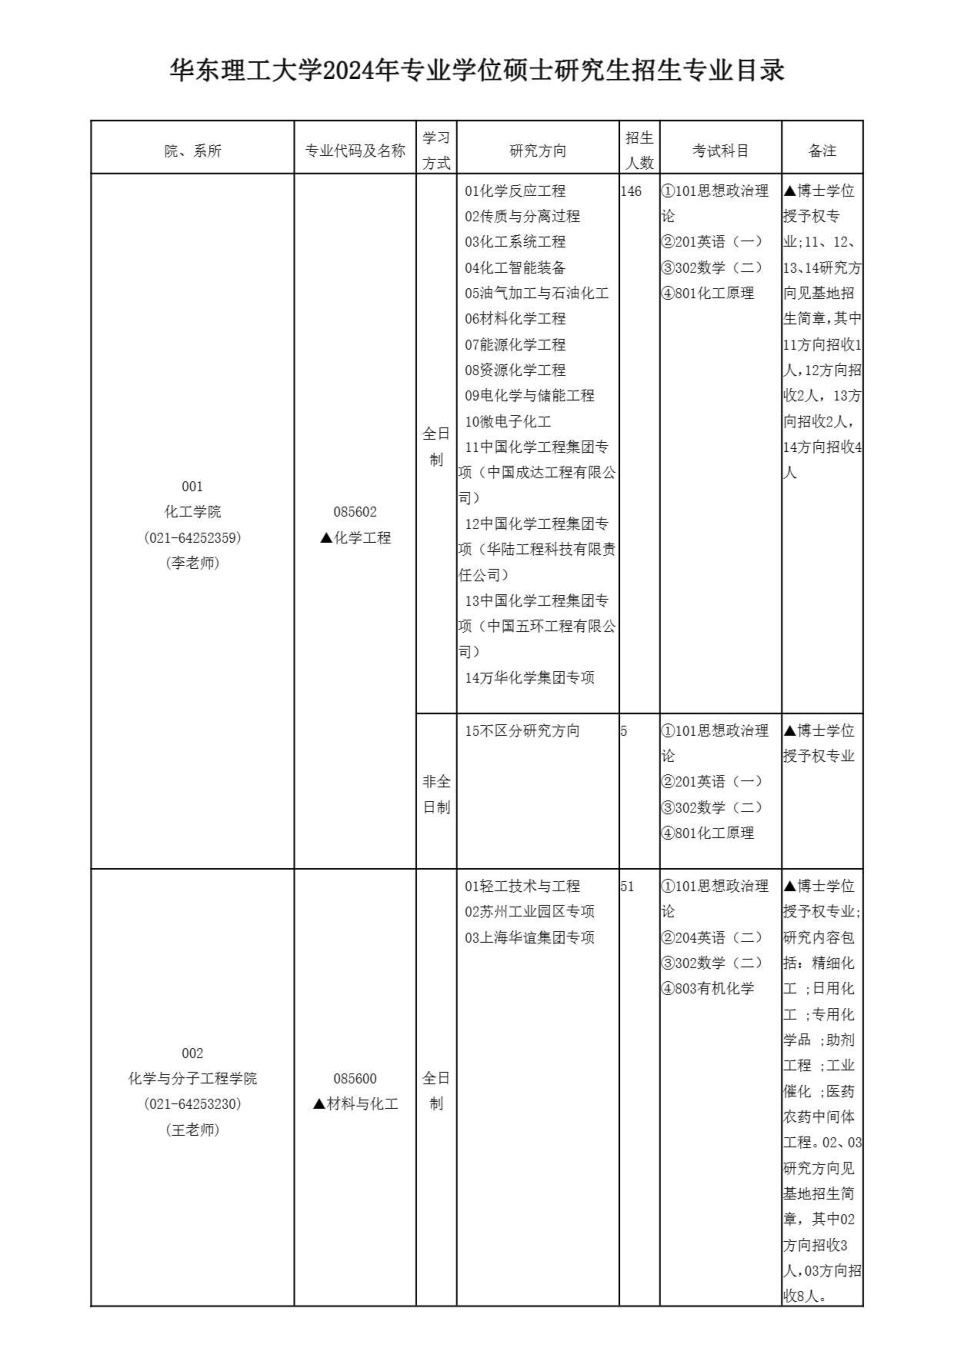 华东理工大学2024年专业学位硕士研究生招生专业目录
院、系所
专业代码及名称
学习
方式
研究方向
招生
人数
考试科目
备注
001
化工学院
(021-64252359)
(李老师)
085602
▲化学工程
全日
制
01化学反应工程
02传质与分离过程
03化工系统工程
04化工智能装备
05油气加工与石油化工
06材料化学工程
07能源化学工程
08资源化学工程
09电化学与储能工程
10微电子化工
11中国化学工程集团专
项（中国成达工程有限公
司）
12中国化学工程集团专
项（华陆工程科技有限责
任公司）
13中国化学工程集团专
项（中国五环工程有限公
司）
14万华化学集团专项
146
①101思想政治理
论
②201英语（一）
③302数学（二）
④801化工原理
▲博士学位
授予权专
业;11、12、
13、14研究方
向见基地招
生简章,其中
11方向招收1
人,12方向招
收2人，13方
向招收2人，
14方向招收4
人
非全
日制
15不区分研究方向
5
①101思想政治理
论
②201英语（一）
③302数学（二）
④801化工原理
▲博士学位
授予权专业
002
化学与分子工程学院
(021-64253230)
(王老师)
085600
▲材料与化工
全日
制
01轻工技术与工程
02苏州工业园区专项
03上海华谊集团专项
51
①101思想政治理
论
②204英语（二）
③302数学（二）
④803有机化学
▲博士学位
授予权专业;
研究内容包
括：精细化
工 ;日用化
工 ;专用化
学品 ;助剂
工程 ;工业
催化 ;医药
农药中间体
工程。02、03
研究方向见
基地招生简
章，其中02
方向招收3
人,03方向招
收8人。